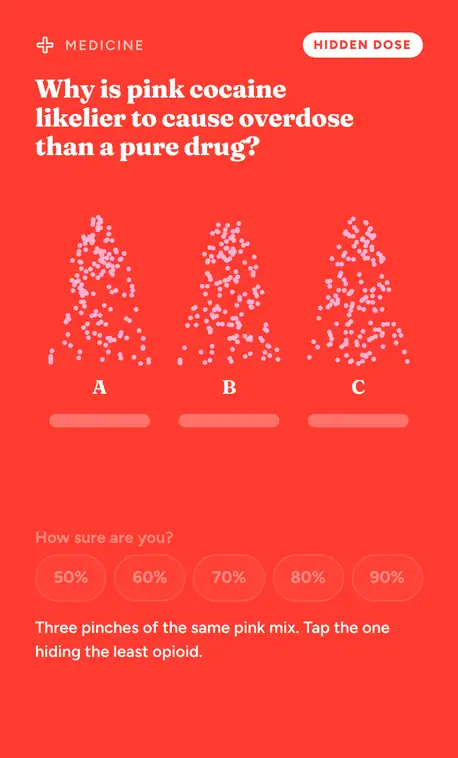 MEDICINE
HIDDEN DOSE
Why is pink cocaine
likelier to cause overdose
than a pure drug?
A
B
C
How sure are you?
50%
60%
70%
80%
90%
Three pinches of the same pink mix. Tap the one
hiding the least opioid.